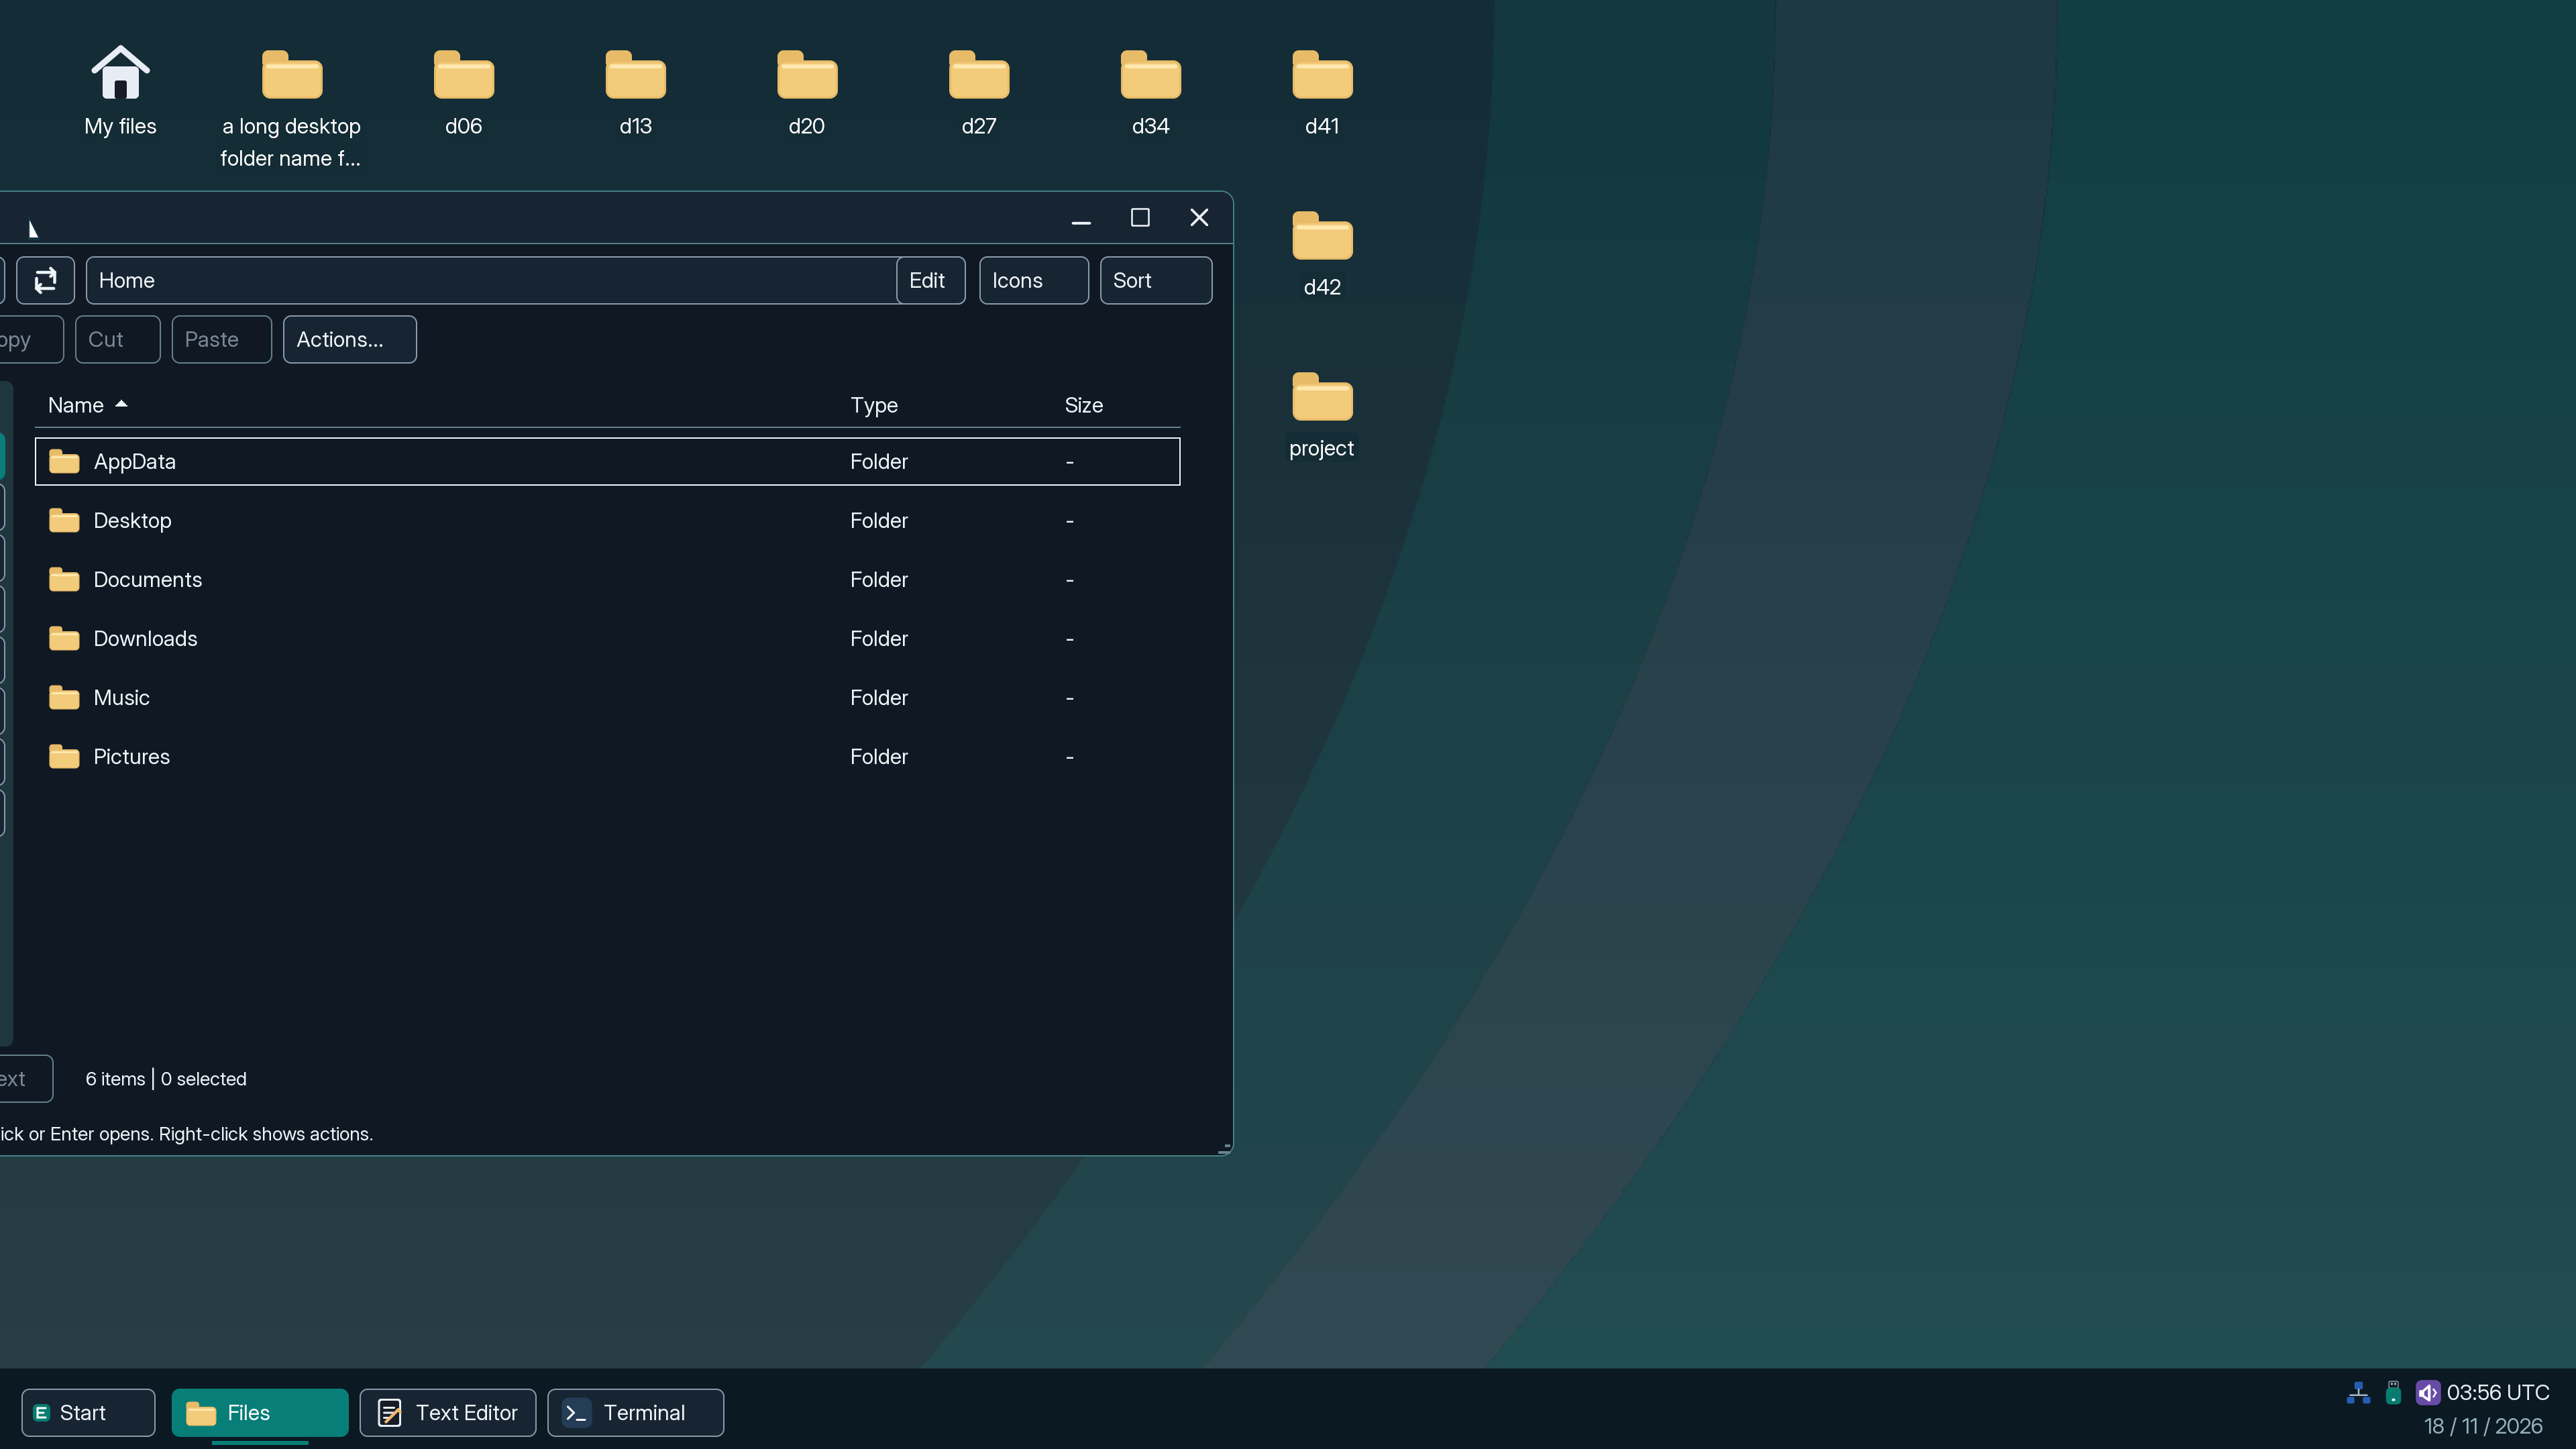 My files
a long desktop
folder name f...
d06
d13
d20
d27
d34
d41
d42
project
Home
Edit
Icons
Sort
opy
Cut
Paste
Actions...
Name
Type
Size
AppData Folder -
Desktop Folder -
Documents Folder -
Downloads Folder -
Music Folder -
Pictures Folder -
ext
6 items | 0 selected
ick or Enter opens. Right-click shows actions.
E Start
Files
Text Editor
Terminal
03:56 UTC
18 / 11 / 2026